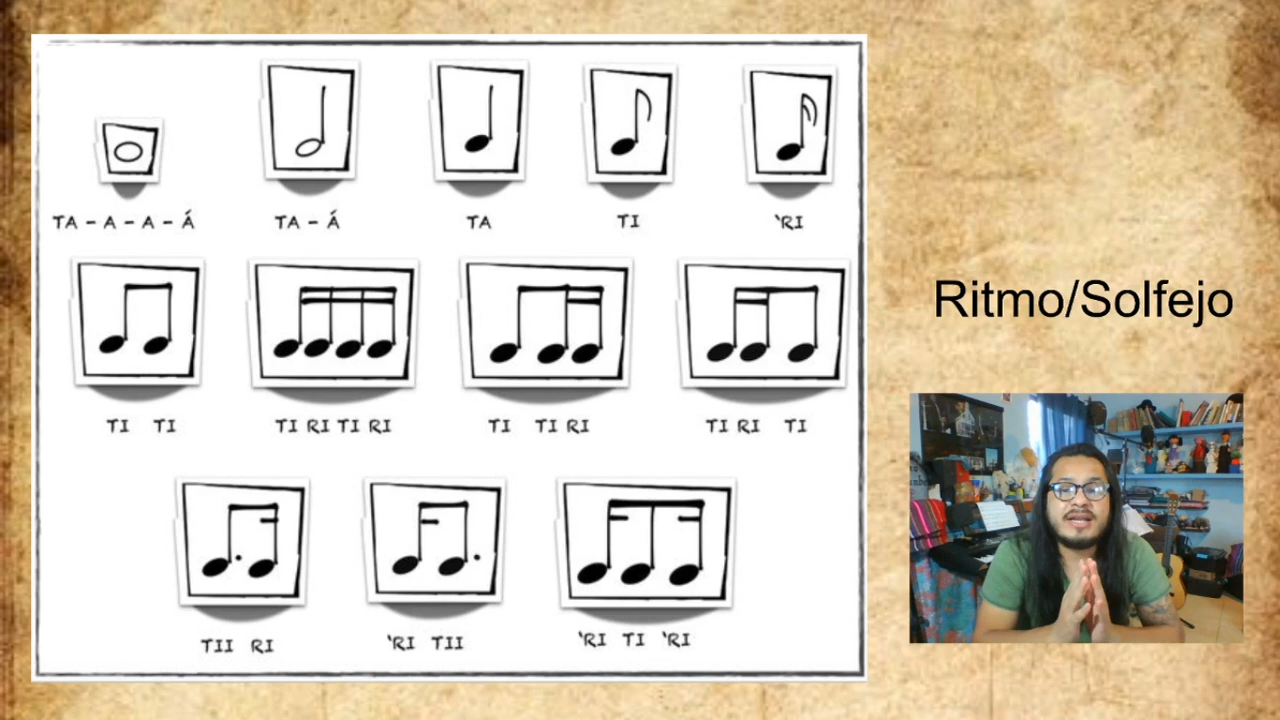 TA - A - A - Á TA - Á TA TI 'RI
TI TI TI RI TI RI TI TI RI TI RI TI
TII RI 'RI TII 'RI TI 'RI
Ritmo/Solfejo